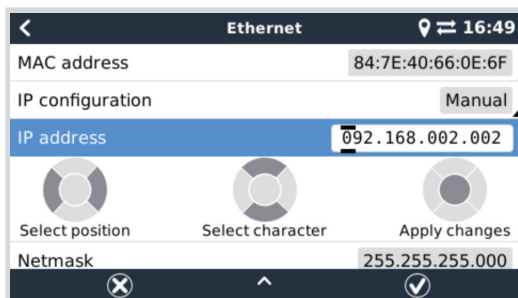 Ethernet 16:49
MAC address 84:7E:40:66:0E:6F
IP configuration Manual
IP address 092.168.002.002
Select position Select character Apply changes
Netmask 255.255.255.000